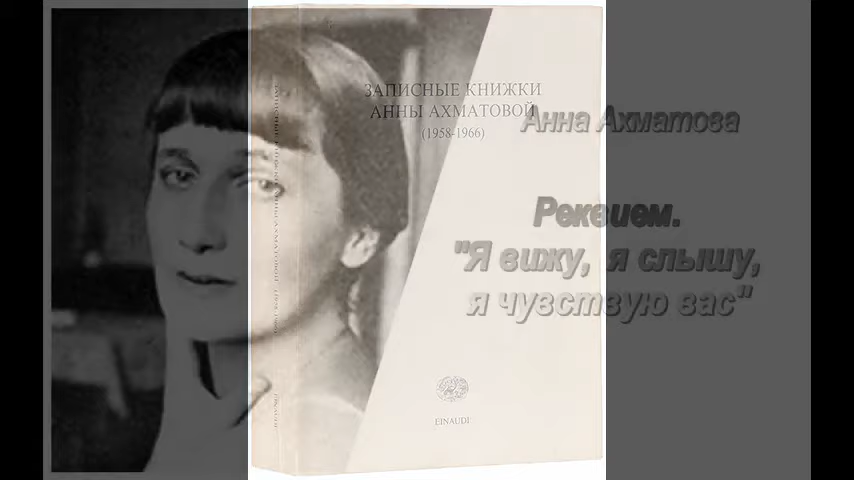 ЗАПИСНЫЕ КНИЖКИ
АННЫ АХМАТОВОЙ
(1958-1966)
Анна Ахматова
Реквием.
"Я вижу, я слышу,
я чувствую вас"
EINAUDI